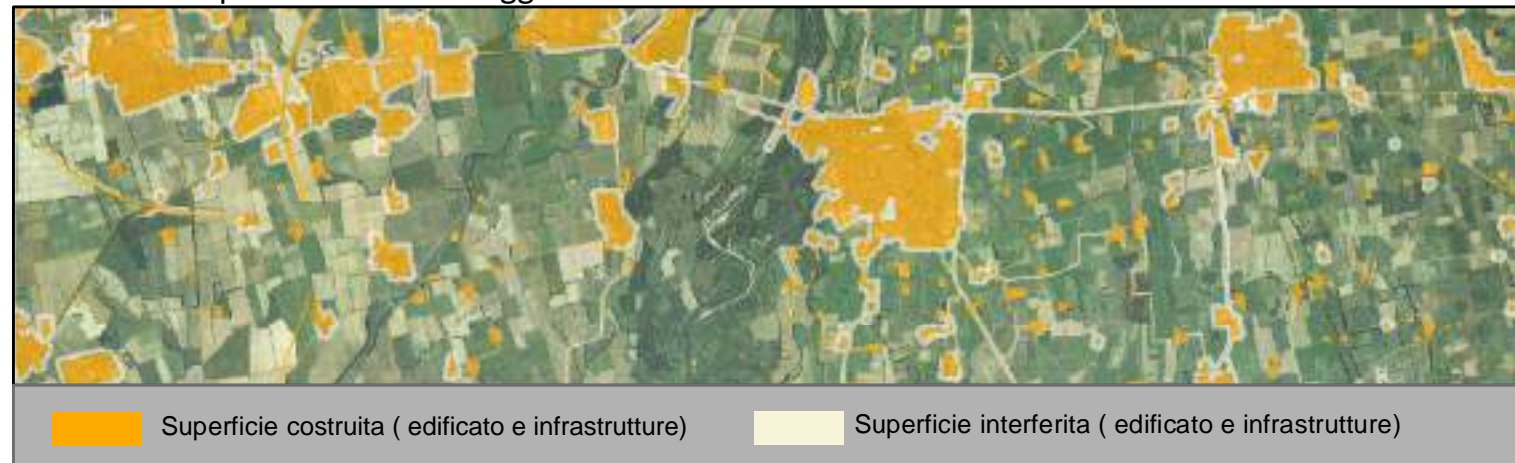 Superficie costruita ( edificato e infrastrutture)
Superficie interferita ( edificato e infrastrutture)